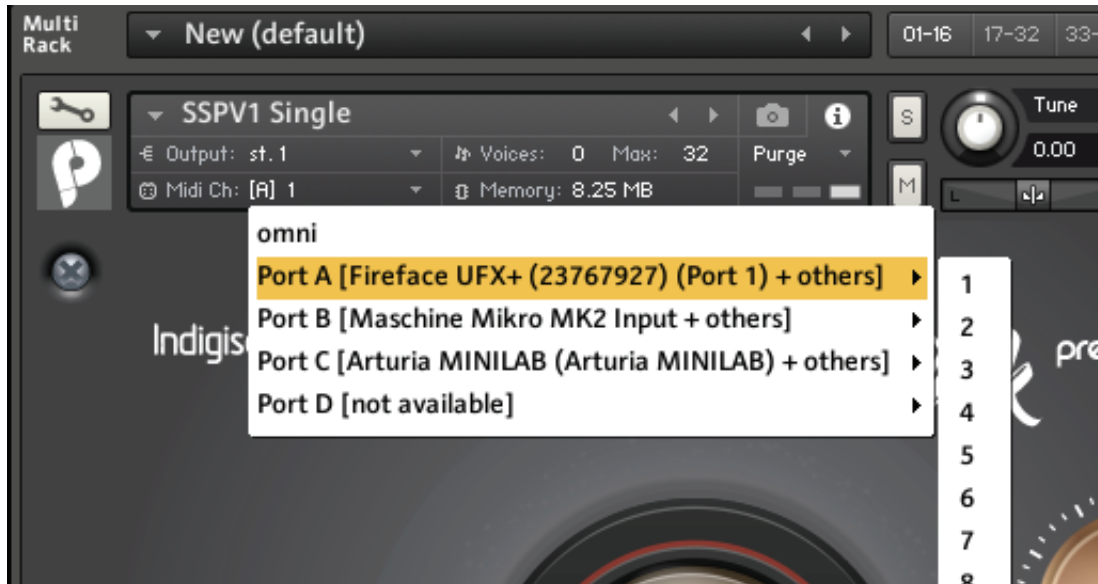 Multi Rack
New (default)
01-16 17-32 33-
SSPV1 Single
S
Tune
Output: st.1
Voices: 0 Max: 32
Purge
0.00
Midi Ch: [A] 1
Memory: 8.25 MB
M
L
omni
Port A [Fireface UFX+ (23767927) (Port 1) + others]
1
Port B [Maschine Mikro MK2 Input + others]
2
Indigis
pre
Port C [Arturia MINILAB (Arturia MINILAB) + others]
3
Port D [not available]
4
5
6
7
8